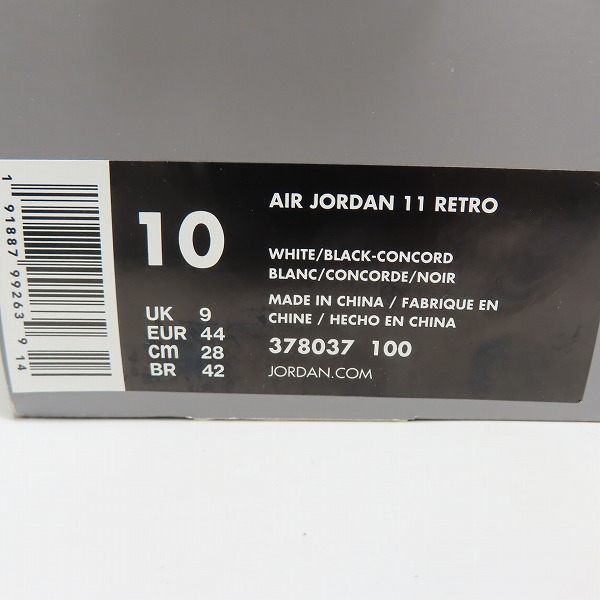 1 91887 99263 9 14
10
UK 9
EUR 44
cm 28
BR 42
AIR JORDAN 11 RETRO
WHITE/BLACK-CONCORD
BLANC/CONCORDE/NOIR
MADE IN CHINA / FABRIQUE EN
CHINE / HECHO EN CHINA
378037 100
JORDAN.COM